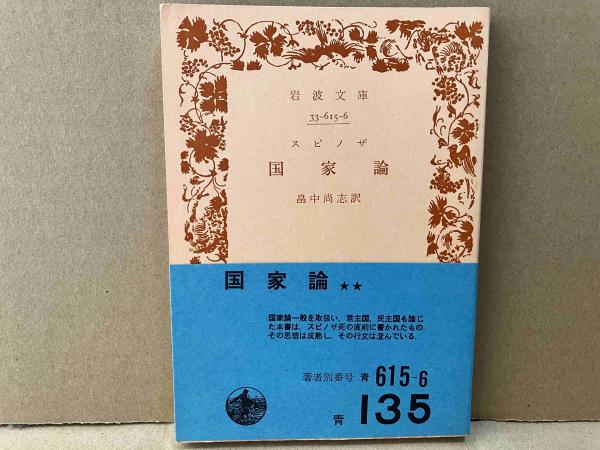 岩波文庫
33-615-6
スピノザ
国家論
畠中尚志訳
国家論 ★★
国家論一般を取扱い、君主国、民主国も論じ
た本書は、スピノザ死の直前に書かれたもの。
その思想は成熟し、その行文は澄んでいる。
著者別番号 青 615-6
青 135